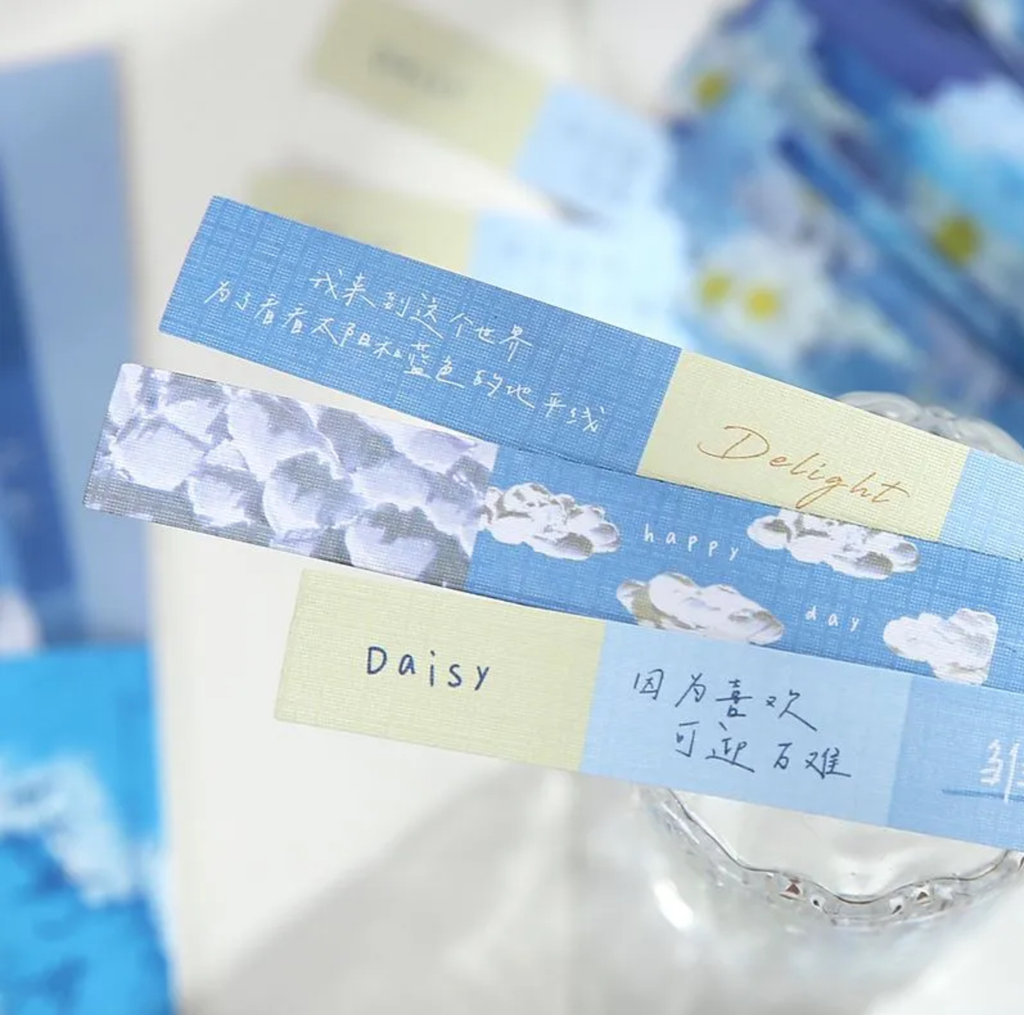 我来到这个世界
为了看看太阳和蓝色的地平线
Delight
happy
day
Daisy
因为喜欢
可迎万难